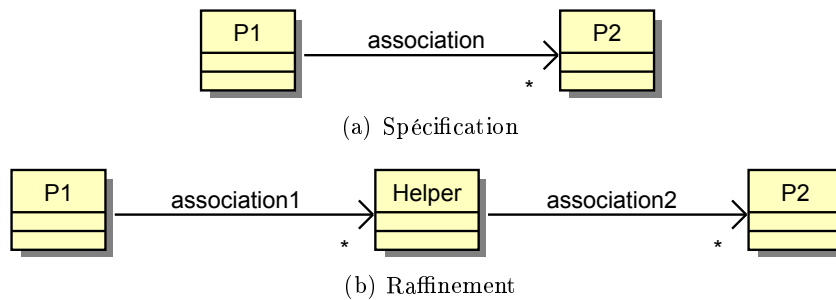 P1 association P2
*
(a) Spécification
P1 association1 Helper association2 P2
* *
(b) Raffinement